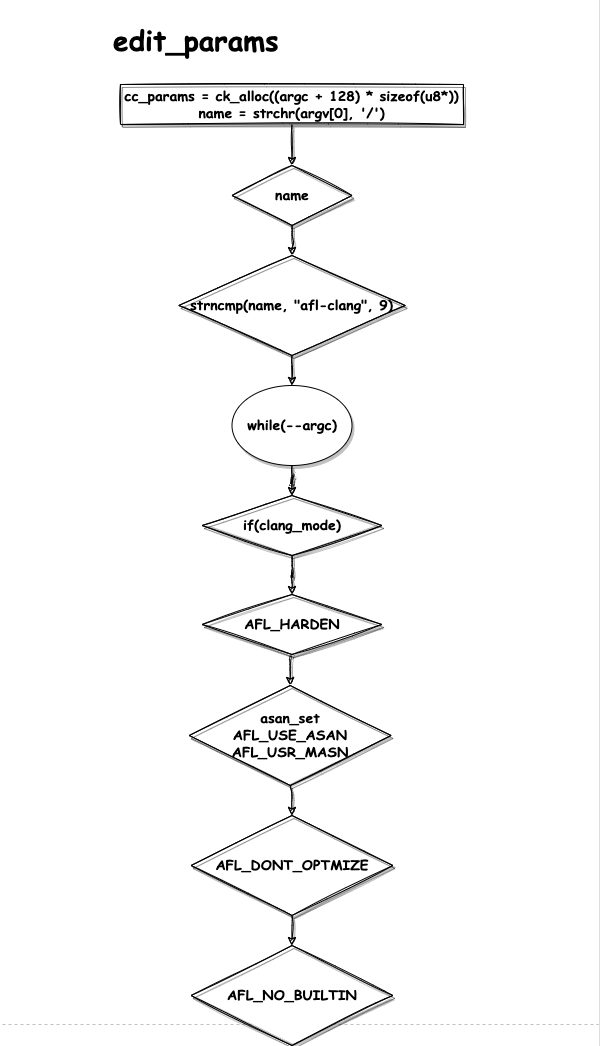 edit_params
cc_params = ck_alloc((argc + 128) * sizeof(u8*))
name = strchr(argv[0], '/')
name
strncmp(name, "afl-clang", 9)
while(--argc)
if(clang_mode)
AFL_HARDEN
asan_set
AFL_USE_ASAN
AFL_USR_MASN
AFL_DONT_OPTMIZE
AFL_NO_BUILTIN